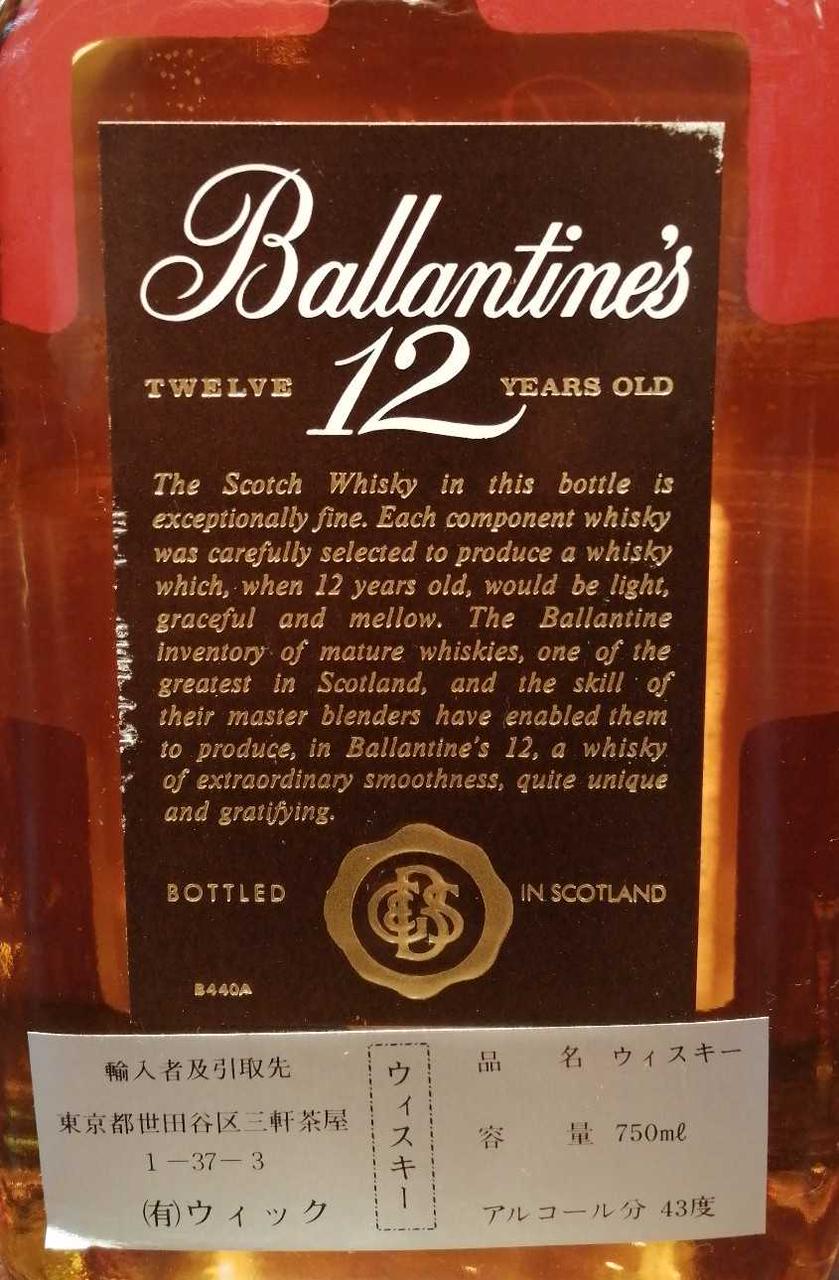 Ballantine's
TWELVE 12 YEARS OLD
The Scotch Whisky in this bottle is
exceptionally fine. Each component whisky
was carefully selected to produce a whisky
which, when 12 years old, would be light,
graceful and mellow. The Ballantine
inventory of mature whiskies, one of the
greatest in Scotland, and the skill of
their master blenders have enabled them
to produce, in Ballantine's 12, a whisky
of extraordinary smoothness, quite unique
and gratifying.
BOTTLED IN SCOTLAND
B440A
輸入者及引取先
東京都世田谷区三軒茶屋
1-37-3
㈲ウィック
ウィスキー
品名 ウィスキー
容量 750mℓ
アルコール分 43度